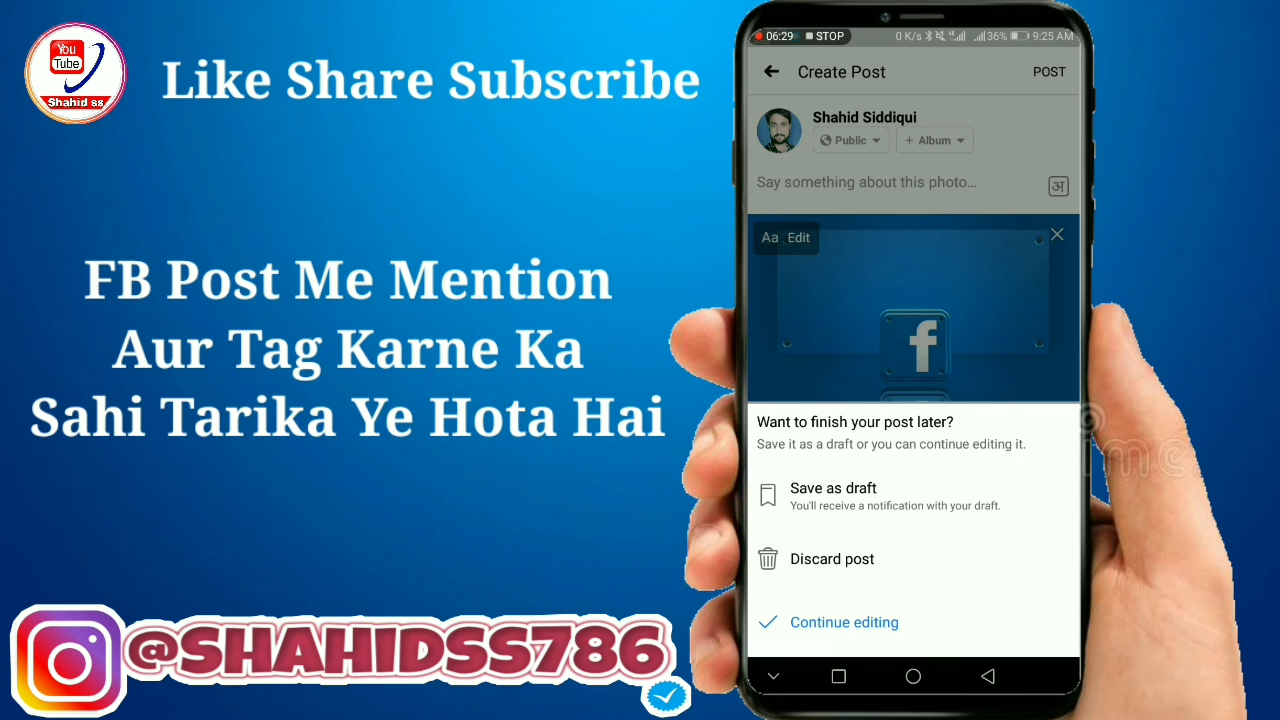 You
Tube
Shahid ss
Like Share Subscribe
FB Post Me Mention
Aur Tag Karne Ka
Sahi Tarika Ye Hota Hai
@SHAHIDSS786
06:29 STOP
0 K/s 36% 9:25 AM
Create Post
POST
Shahid Siddiqui
Public
+ Album
Say something about this photo...
अ
Aa Edit
f
Want to finish your post later?
Save it as a draft or you can continue editing it.
Save as draft
You'll receive a notification with your draft.
Discard post
Continue editing